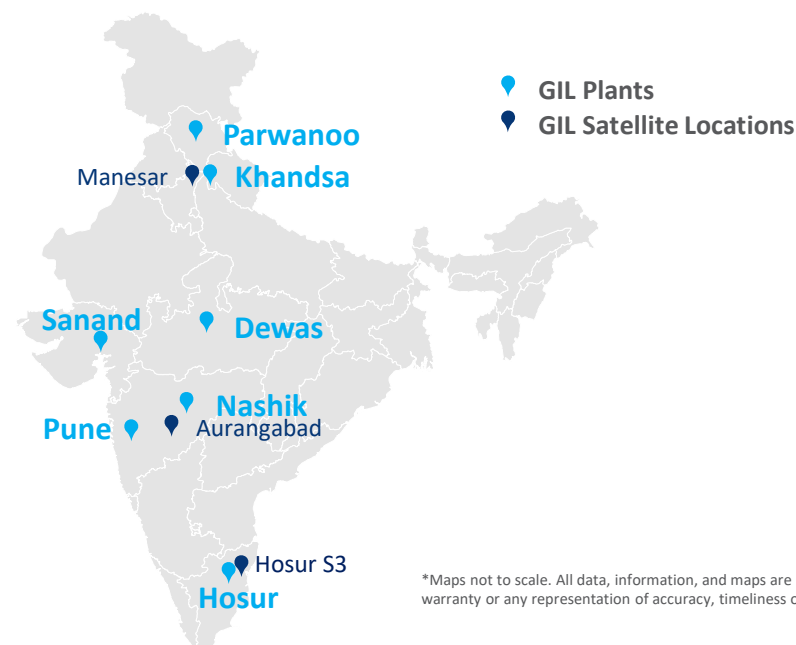 GIL Plants
GIL Satellite Locations
Parwanoo
Manesar
Khandsa
Sanand
Dewas
Nashik
Pune
Aurangabad
Hosur S3
Hosur
*Maps not to scale. All data, information, and maps are
warranty or any representation of accuracy, timeliness o